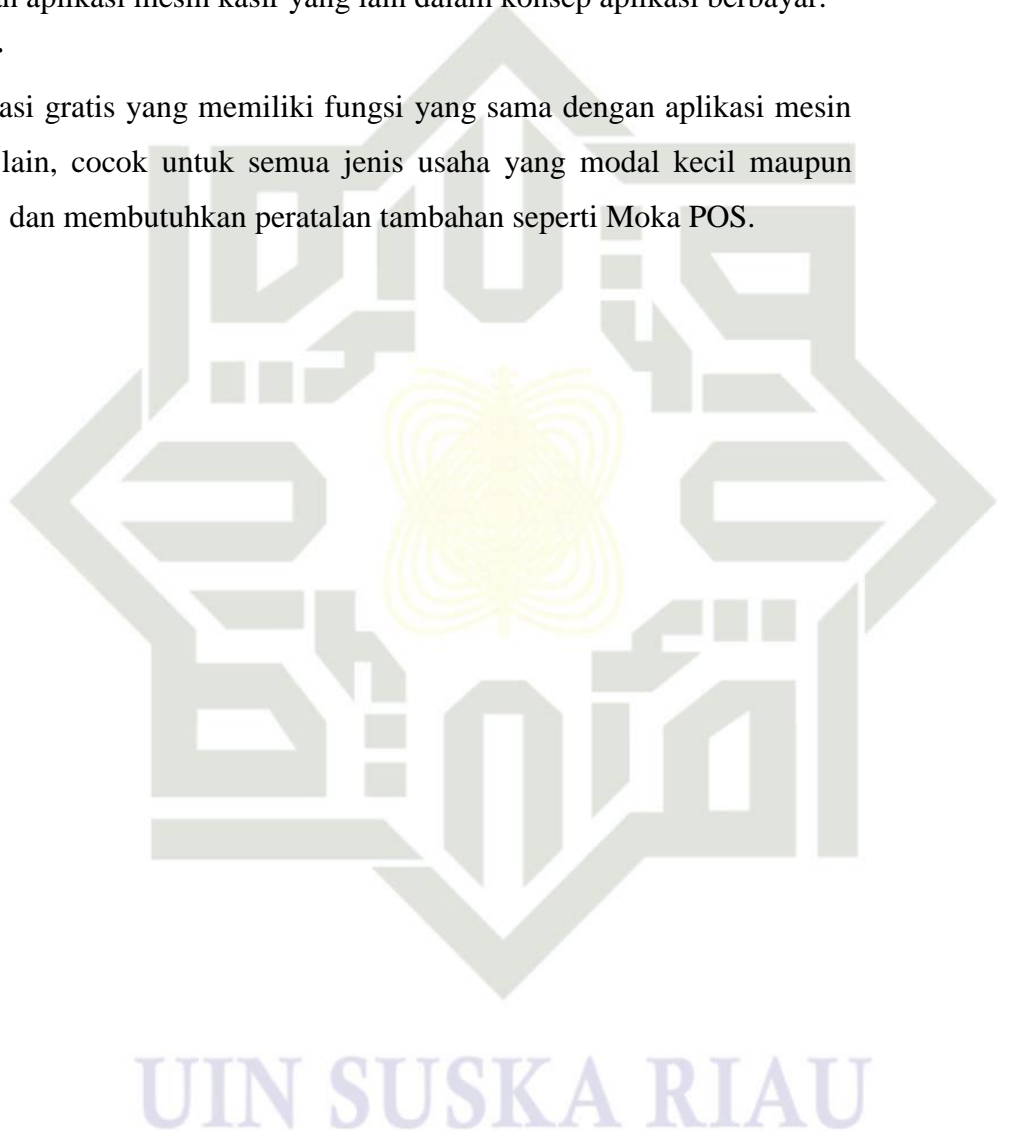 aplikasi mesin kasir yang lain dalam konsep aplikasi berbayar.
gratis yang memiliki fungsi yang sama dengan aplikasi mesin
lain, cocok untuk semua jenis usaha yang modal kecil maupun
dan membutuhkan peratalan tambahan seperti Moka POS.
UIN SUSKA RIAU